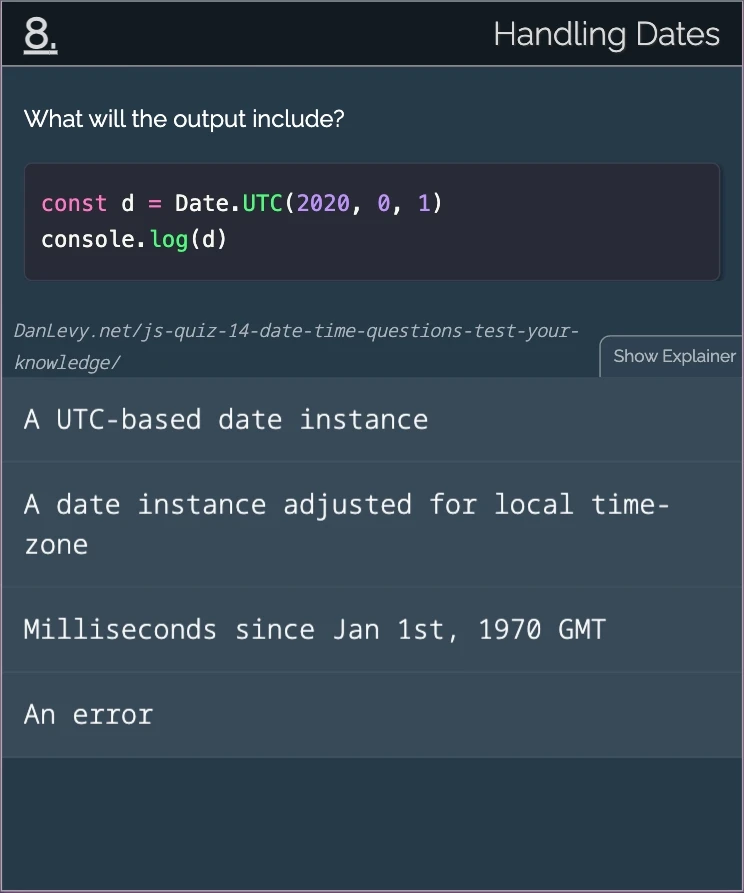 8.
Handling Dates
What will the output include?
const d = Date.UTC(2020, 0, 1)
console.log(d)
DanLevy.net/js-quiz-14-date-time-questions-test-your-
knowledge/
Show Explainer
A UTC-based date instance
A date instance adjusted for local time-
zone
Milliseconds since Jan 1st, 1970 GMT
An error